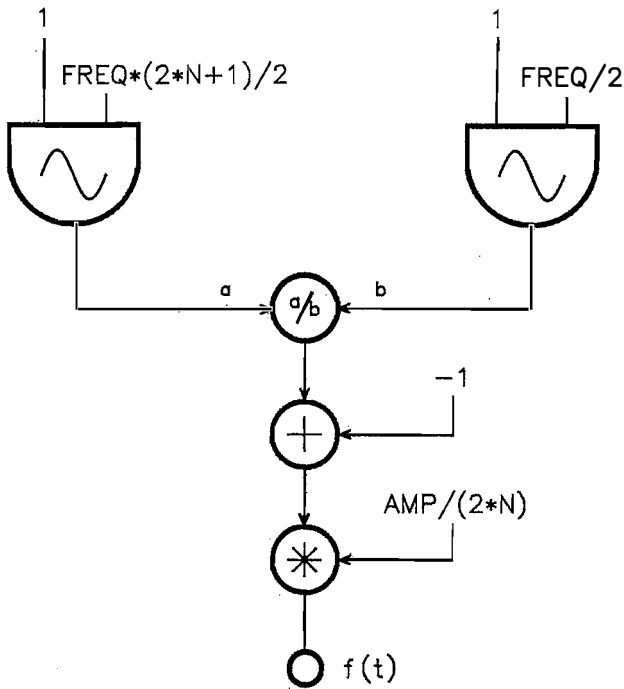 1
1
FREQ*(2*N+1)/2
FREQ/2
a
a/b
b
-1
+
AMP/(2*N)
*
f(t)